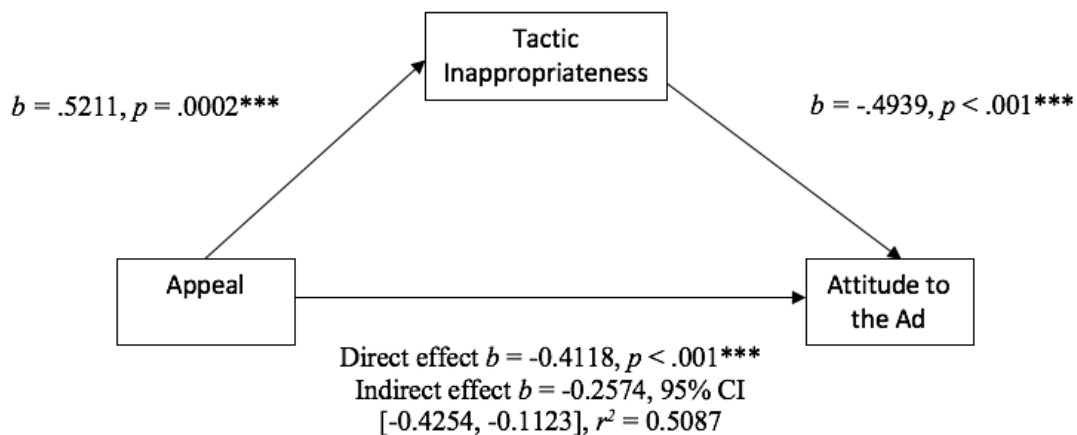 Tactic
Inappropriateness
b = .5211, p = .0002***
b = -.4939, p < .001***
Appeal
Attitude to
the Ad
Direct effect b = -0.4118, p < .001***
Indirect effect b = -0.2574, 95% CI
[-0.4254, -0.1123], r² = 0.5087